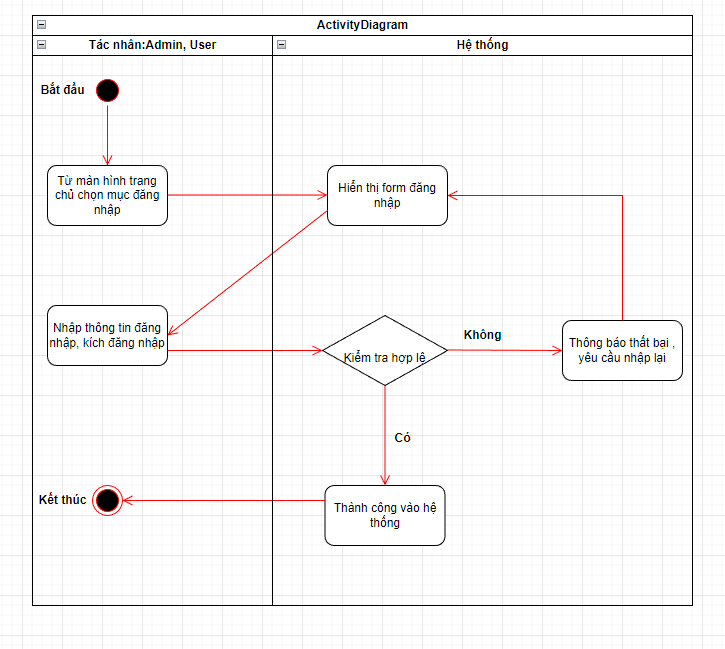 ActivityDiagram
Tác nhân:Admin, User
Hệ thống
Bắt đầu
Từ màn hình trang
chủ chọn mục đăng
nhập
Hiển thị form đăng
nhập
Nhập thông tin đăng
nhập, kích đăng nhập
Kiểm tra hợp lệ
Không
Thông báo thất bại ,
yêu cầu nhập lại
Có
Kết thúc
Thành công vào hệ
thống